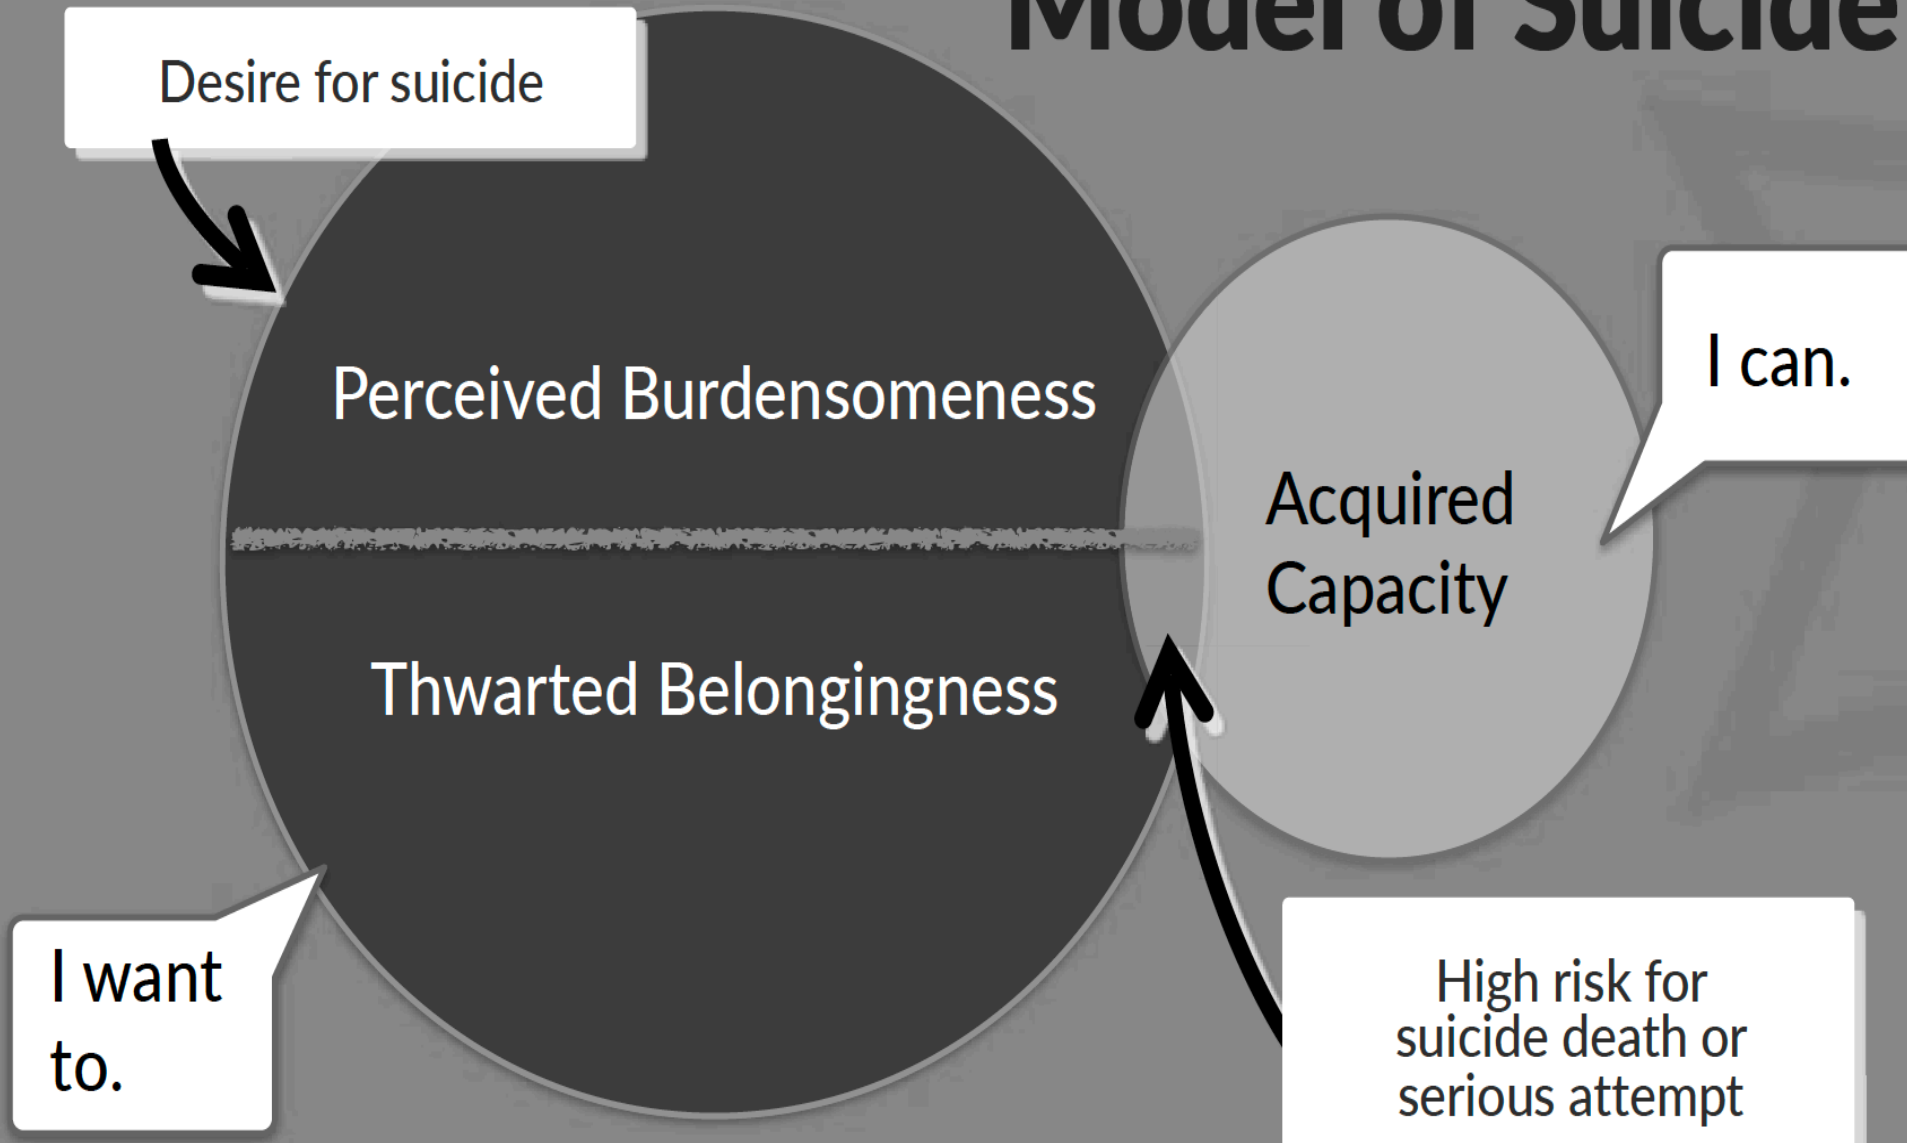 Model of Suicide
Desire for suicide
Perceived Burdensomeness
I can.
Acquired
Capacity
Thwarted Belongingness
I want
to.
High risk for
suicide death or
serious attempt